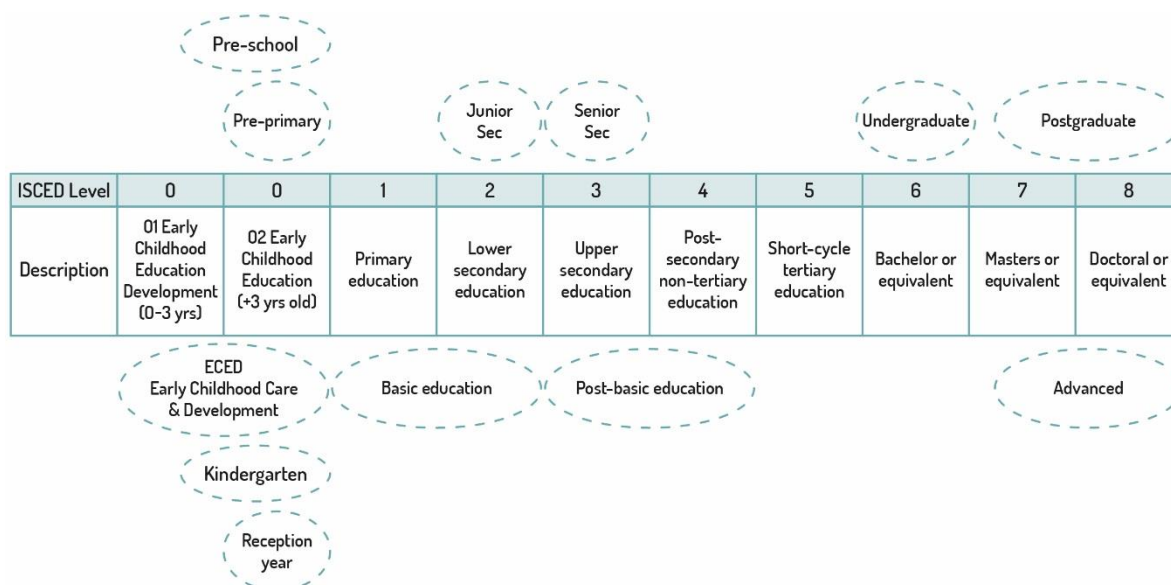 Pre-school
Pre-primary
Junior
Sec
Senior
Sec
Undergraduate
Postgraduate
ISCED Level 0 0 1 2 3 4 5 6 7 8
Description
01 Early
Childhood
Education
Development
(0-3 yrs)
02 Early
Childhood
Education
(+3 yrs old)
Primary
education
Lower
secondary
education
Upper
secondary
education
Post-
secondary
non-tertiary
education
Short-cycle
tertiary
education
Bachelor or
equivalent
Masters or
equivalent
Doctoral or
equivalent
ECED
Early Childhood Care
& Development
Basic education
Post-basic education
Advanced
Kindergarten
Reception
year